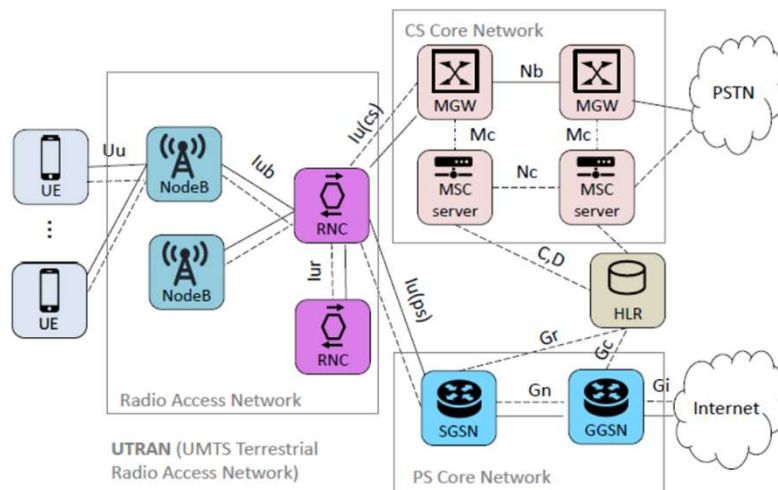 CS Core Network
MGW
Nb
MGW
PSTN
Iu(cs)
Mc
Mc
Uu
UE
NodeB
Iub
RNC
MSC
server
Nc
MSC
server
...
NodeB
Iur
C,D
UE
RNC
Iu(ps)
HLR
Gr
Gc
Radio Access Network
SGSN
Gn
GGSN
Gi
Internet
UTRAN (UMTS Terrestrial
Radio Access Network)
PS Core Network